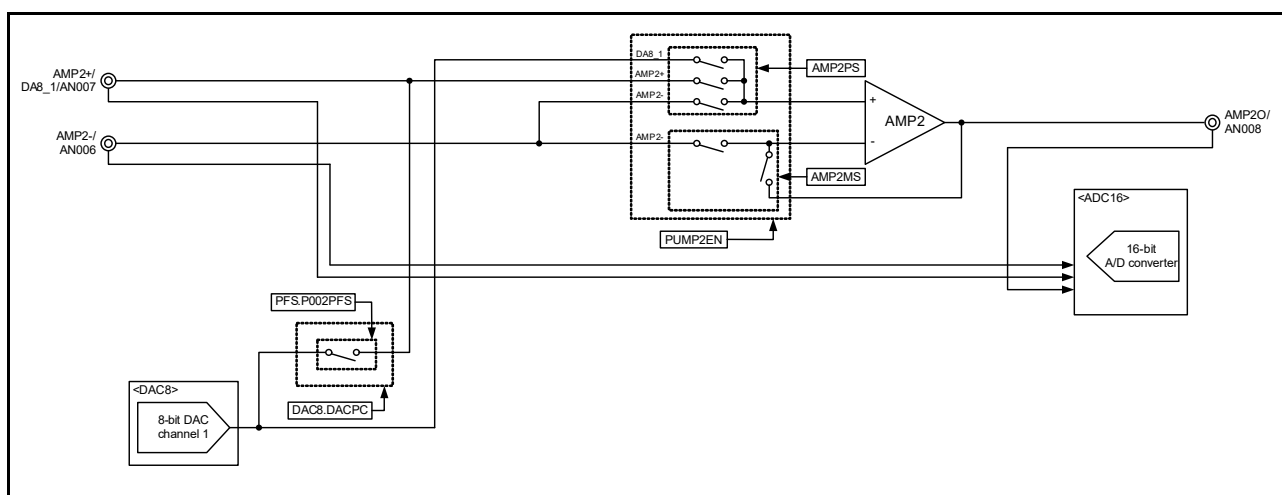 AMP2+/
DA8_1/AN007
AMP2-/
AN006
DA8_1
AMP2+
AMP2-
AMP2-
AMP2PS
+
-
AMP2
AMP2MS
PUMP2EN
AMP2O/
AN008
<ADC16>
16-bit
A/D converter
PFS.P002PFS
DAC8.DACPC
<DAC8>
8-bit DAC
channel 1